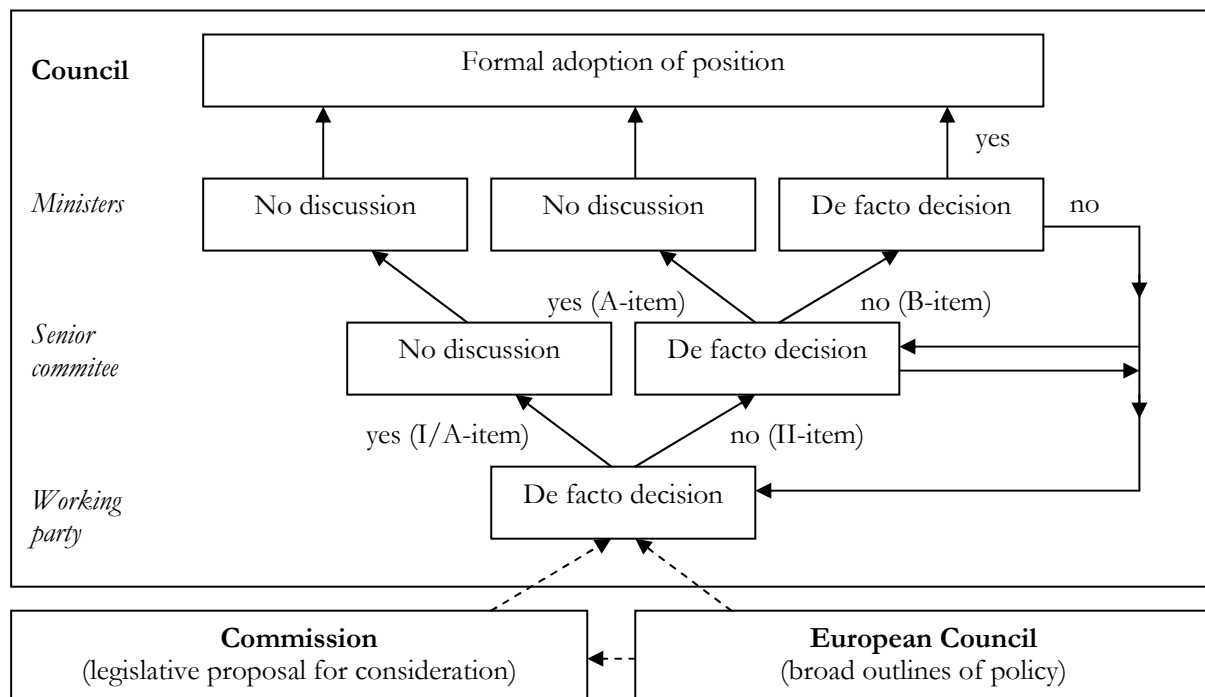 Council
Formal adoption of position
yes
Ministers
No discussion
No discussion
De facto decision
no
yes (A-item)
no (B-item)
Senior
commitee
No discussion
De facto decision
yes (I/A-item)
no (II-item)
Working
party
De facto decision
Commission
(legislative proposal for consideration)
European Council
(broad outlines of policy)